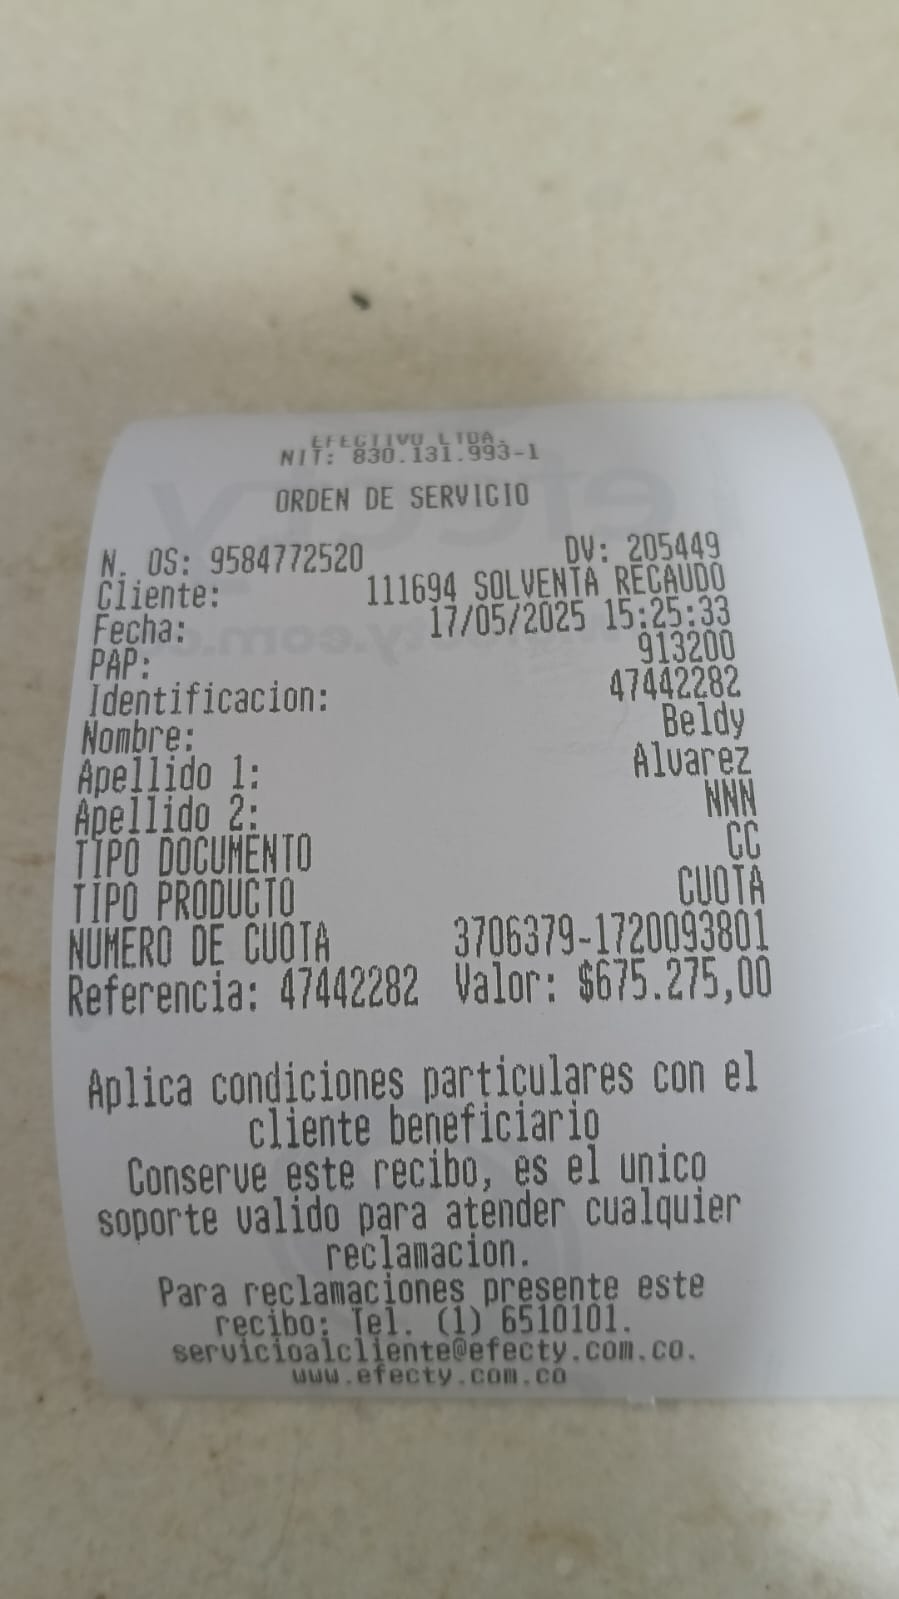 EFECTIVO LTDA.
NIT: 830.131.993-1
ORDEN DE SERVICIO
N. OS: 9584772520 DV: 205449
Cliente: 111694 SOLVENTA RECAUDO
Fecha: 17/05/2025 15:25:33
PAP: 913200
Identificacion: 47442282
Nombre: Beldy
Apellido 1: Alvarez
Apellido 2: NNN
TIPO DOCUMENTO CC
TIPO PRODUCTO CUOTA
NUMERO DE CUOTA 3706379-1720093801
Referencia: 47442282 Valor: $675.275,00
Aplica condiciones particulares con el
cliente beneficiario
Conserve este recibo, es el unico
soporte valido para atender cualquier
reclamacion.
Para reclamaciones presente este
recibo: Tel. (1) 6510101.
servicioalcliente@efecty.com.co.
www.efecty.com.co